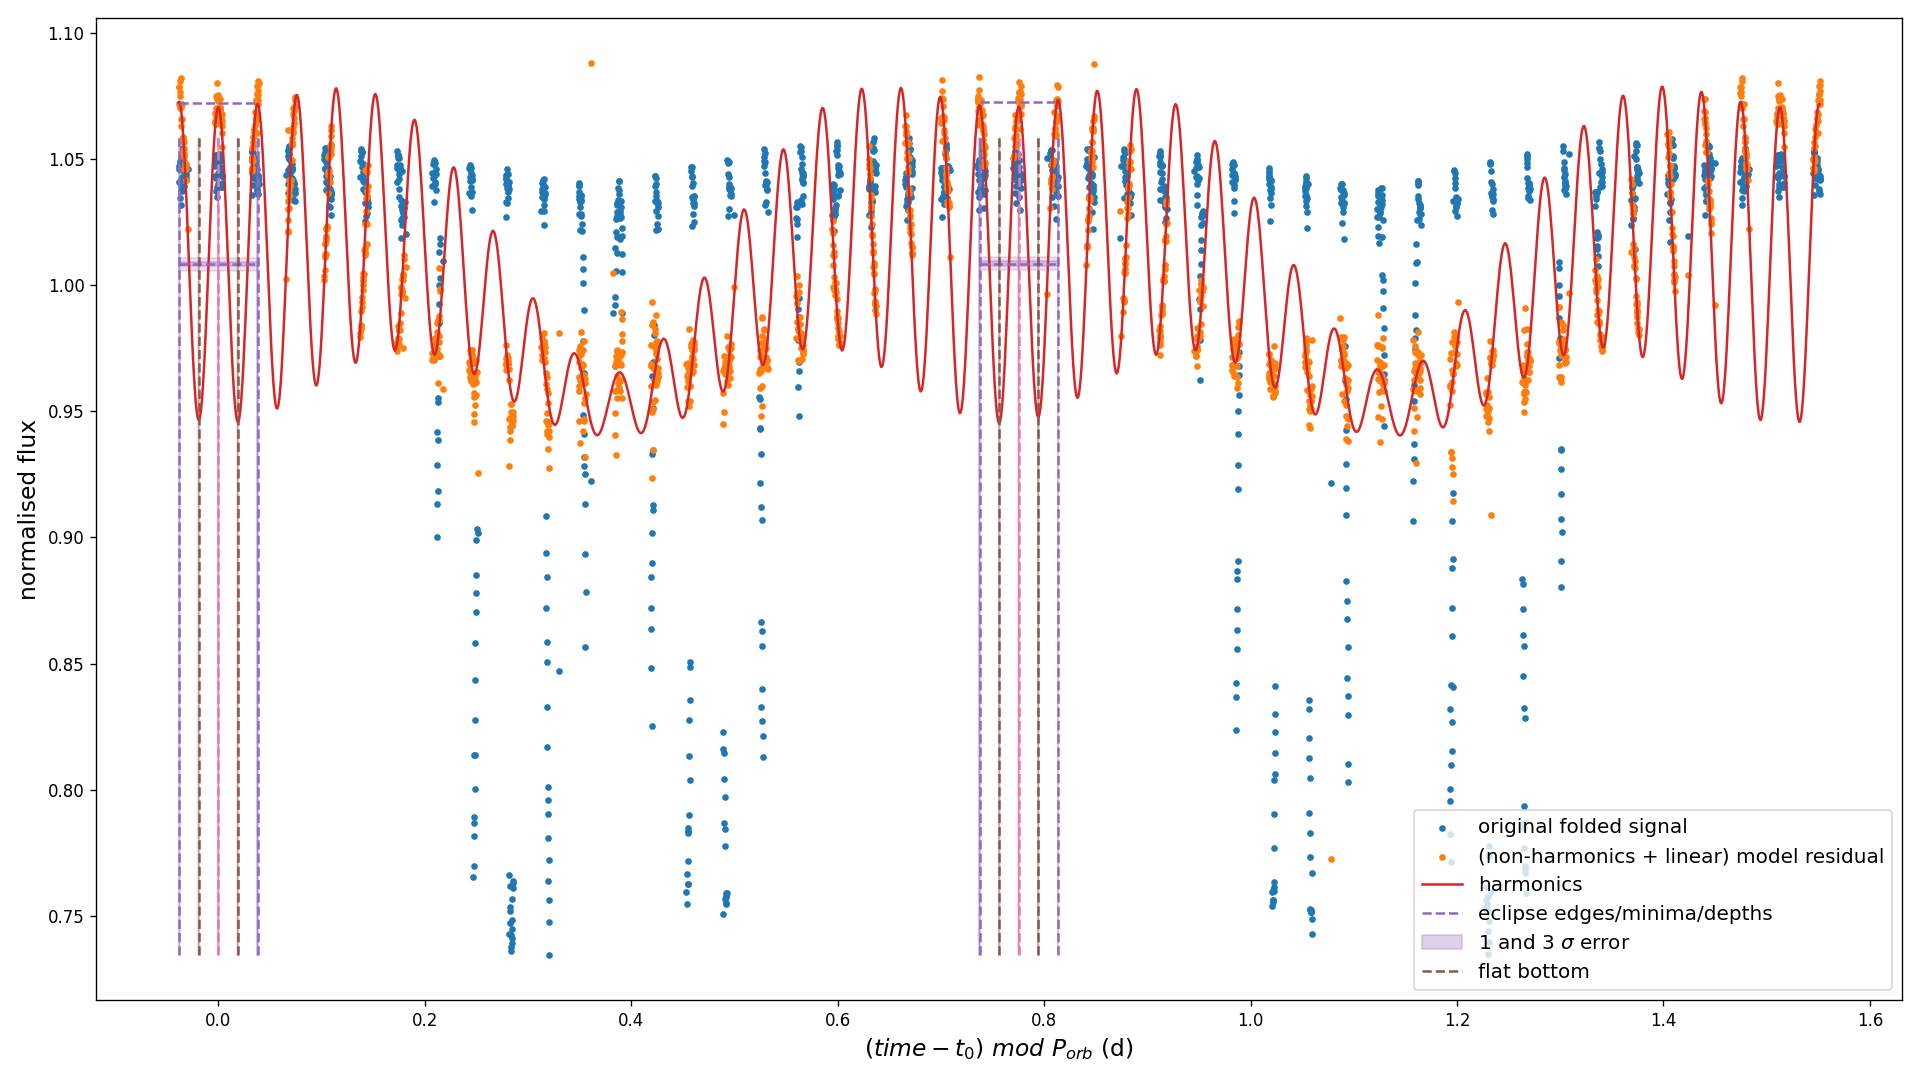 1.10
1.05
1.00
0.95
0.90
0.85
0.80
0.75
normalised flux
original folded signal
(non-harmonics + linear) model residual
harmonics
eclipse edges/minima/depths
1 and 3 σ error
flat bottom
0.0 0.2 0.4 0.6 0.8 1.0 1.2 1.4 1.6
(time − t₀) mod Pₒᵣb (d)